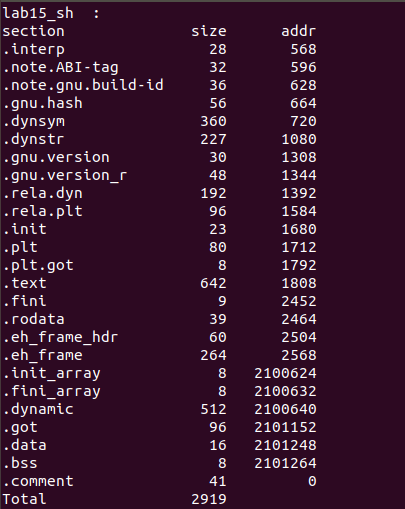 lab15_sh  :
section              size      addr
.interp                28       568
.note.ABI-tag          32       596
.note.gnu.build-id     36       628
.gnu.hash              56       664
.dynsym               360       720
.dynstr               227      1080
.gnu.version           30      1308
.gnu.version_r         48      1344
.rela.dyn             192      1392
.rela.plt              96      1584
.init                  23      1680
.plt                   80      1712
.plt.got                8      1792
.text                 642      1808
.fini                   9      2452
.rodata                39      2464
.eh_frame_hdr          60      2504
.eh_frame             264      2568
.init_array             8   2100624
.fini_array             8   2100632
.dynamic              512   2100640
.got                   96   2101152
.data                  16   2101248
.bss                    8   2101264
.comment               41         0
Total                2919